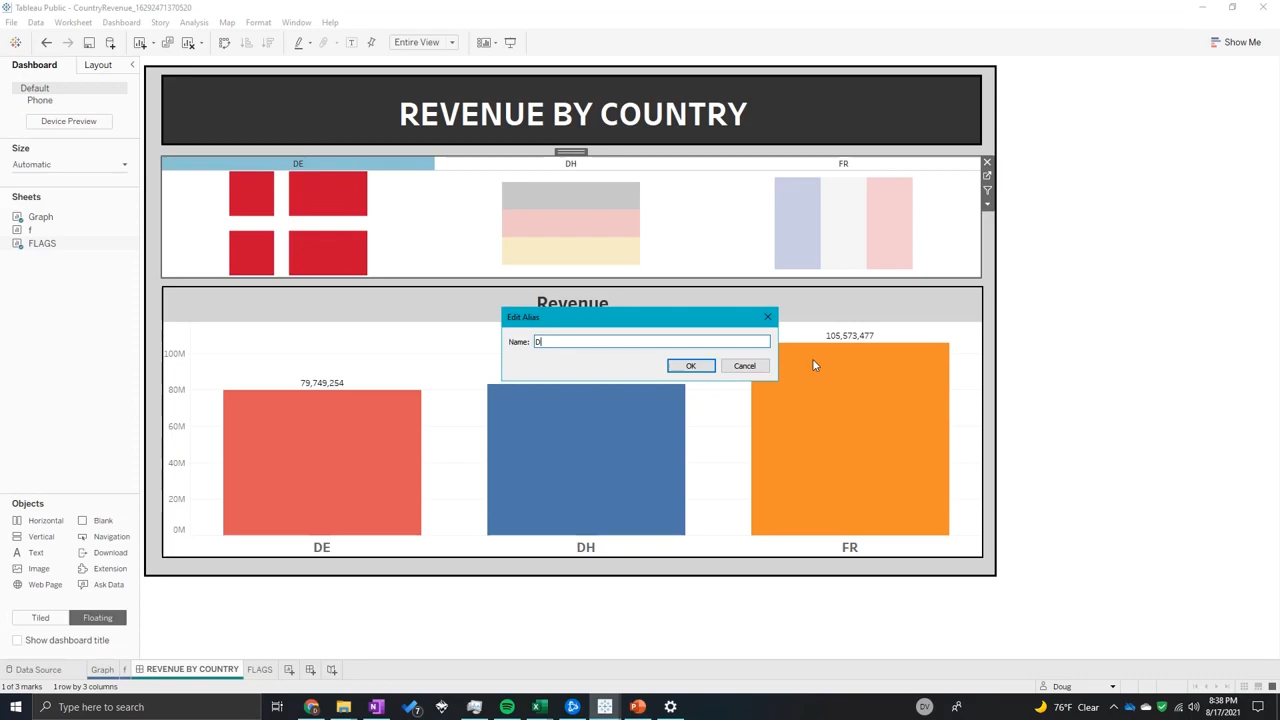 Tableau Public - CountryRevenue_16292471370520
File Data Worksheet Dashboard Story Analysis Map Format Window Help
Entire View
Show Me
Dashboard Layout
Default
Phone
Device Preview
Size
Automatic
Sheets
Graph
f
FLAGS
Objects
Horizontal Blank
Vertical Navigation
Text Download
Image Extension
Web Page Ask Data
Tiled Floating
Show dashboard title
REVENUE BY COUNTRY
DE DH FR
Revenue
Edit Alias
Name: D
OK Cancel
79,749,254
105,573,477
100M
80M
60M
40M
20M
0M
DE DH FR
Data Source Graph f REVENUE BY COUNTRY FLAGS
1 of 3 marks 1 row by 3 columns
Doug
Type here to search
DV
76°F Clear
8:38 PM
8/17/2021